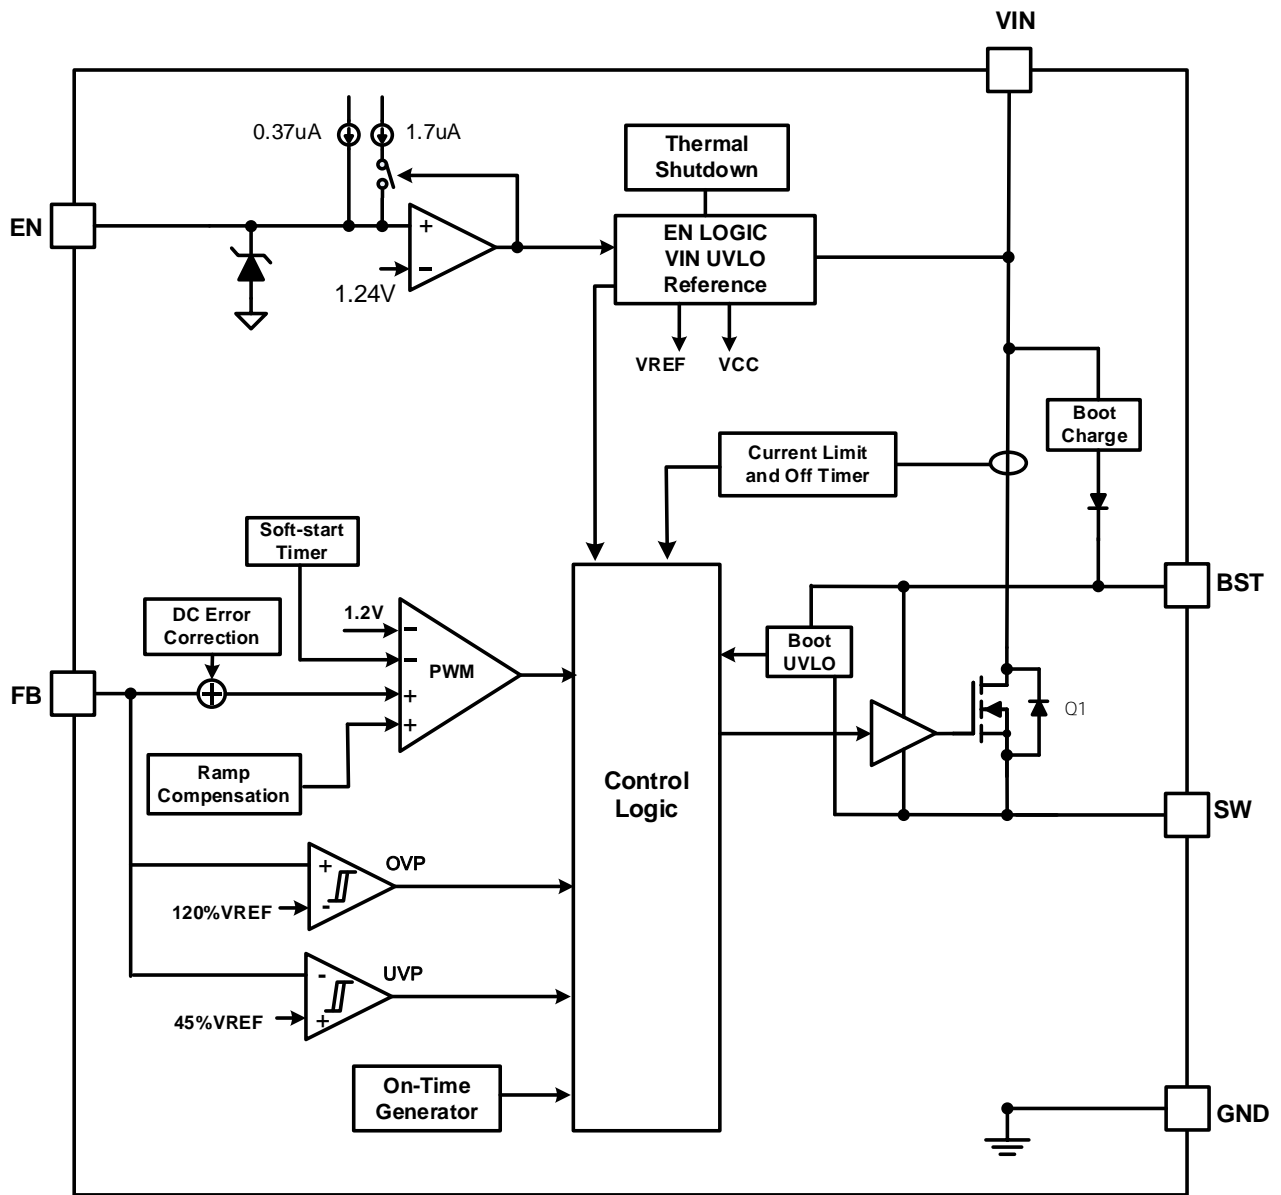 VIN
0.37uA
1.7uA
Thermal
Shutdown
EN
+
-
1.24V
EN LOGIC
VIN UVLO
Reference
VREF
VCC
Boot
Charge
Current Limit
and Off Timer
Soft-start
Timer
BST
DC Error
Correction
1.2V
-
-
+
+
PWM
Boot
UVLO
FB
Q1
Ramp
Compensation
Control
Logic
SW
OVP
+
-
120%VREF
UVP
-
+
45%VREF
On-Time
Generator
GND